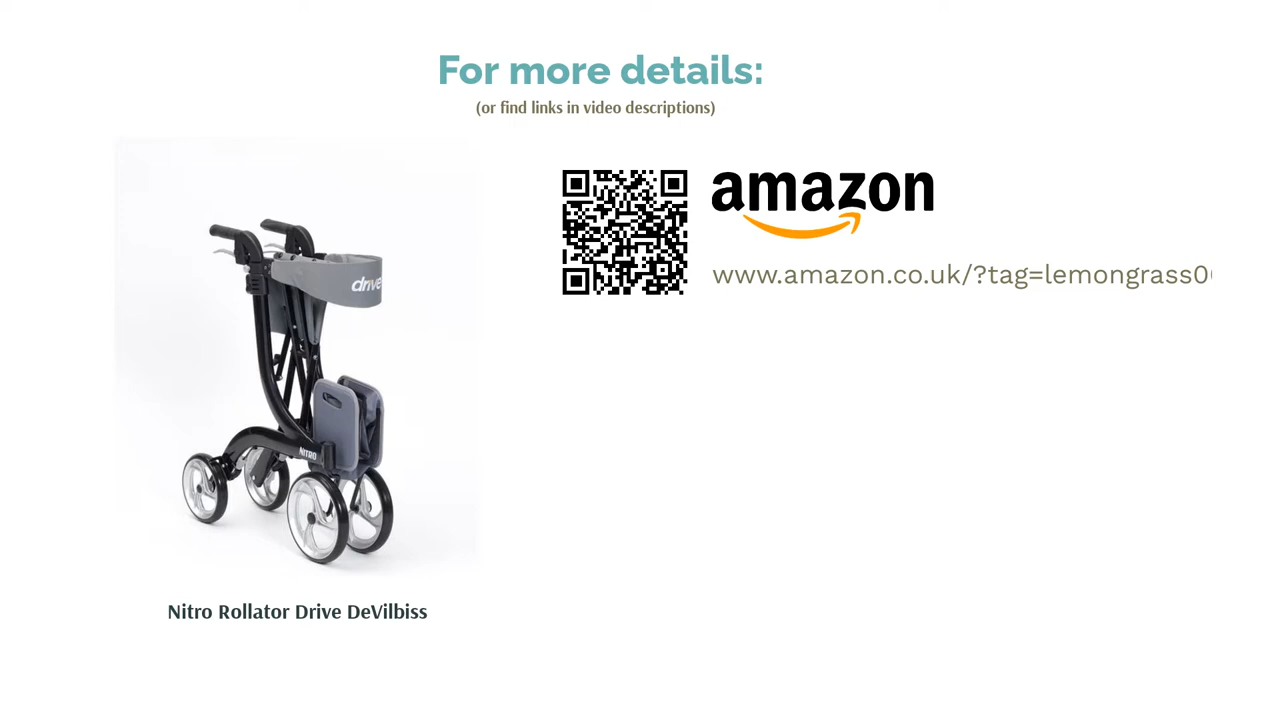 For more details:
(or find links in video descriptions)
amazon
www.amazon.co.uk/?tag=lemongrass0
drive
NITRO
Nitro Rollator Drive DeVilbiss